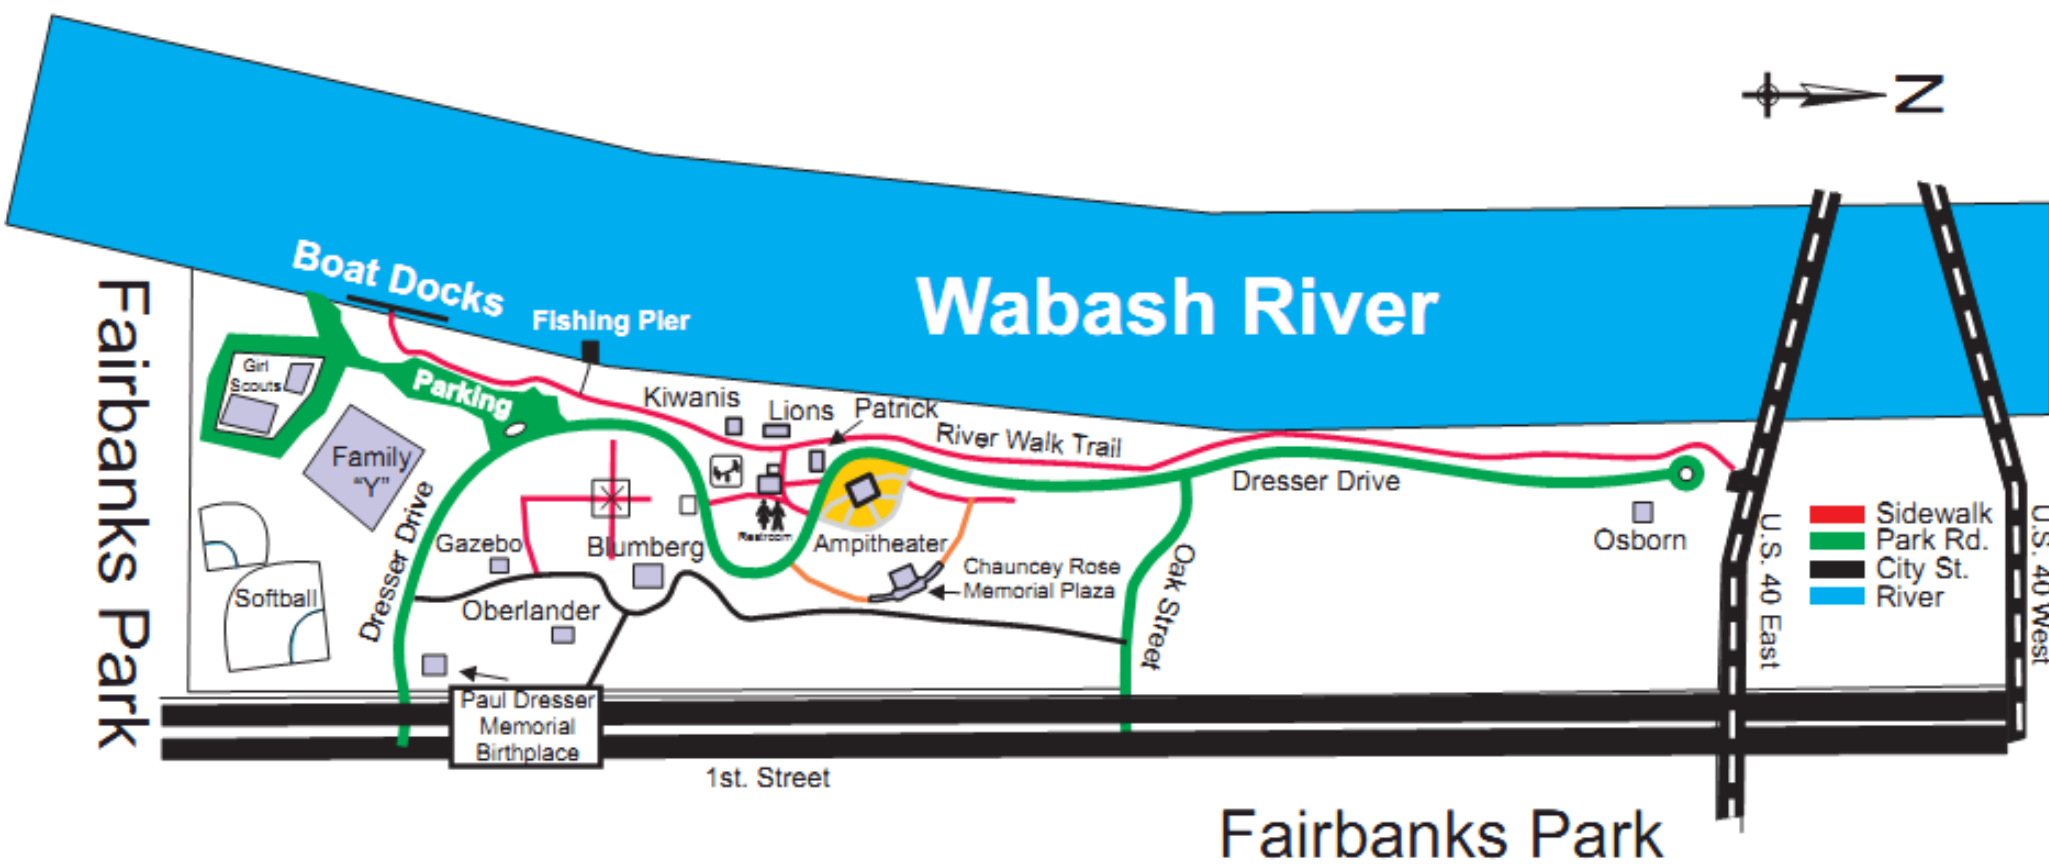 N
Boat Docks
Fishing Pier
Wabash River
Fairbanks Park
Girl
Scouts
Parking
Kiwanis
Lions
Patrick
River Walk Trail
Family
"Y"
Dresser Drive
Dresser Drive
Gazebo
Blumberg
Restroom
Ampitheater
Osborn
Softball
Oberlander
Chauncey Rose
Memorial Plaza
Oak Street
U.S. 40 East
U.S. 40 West
Sidewalk
Park Rd.
City St.
River
Paul Dresser
Memorial
Birthplace
1st. Street
Fairbanks Park